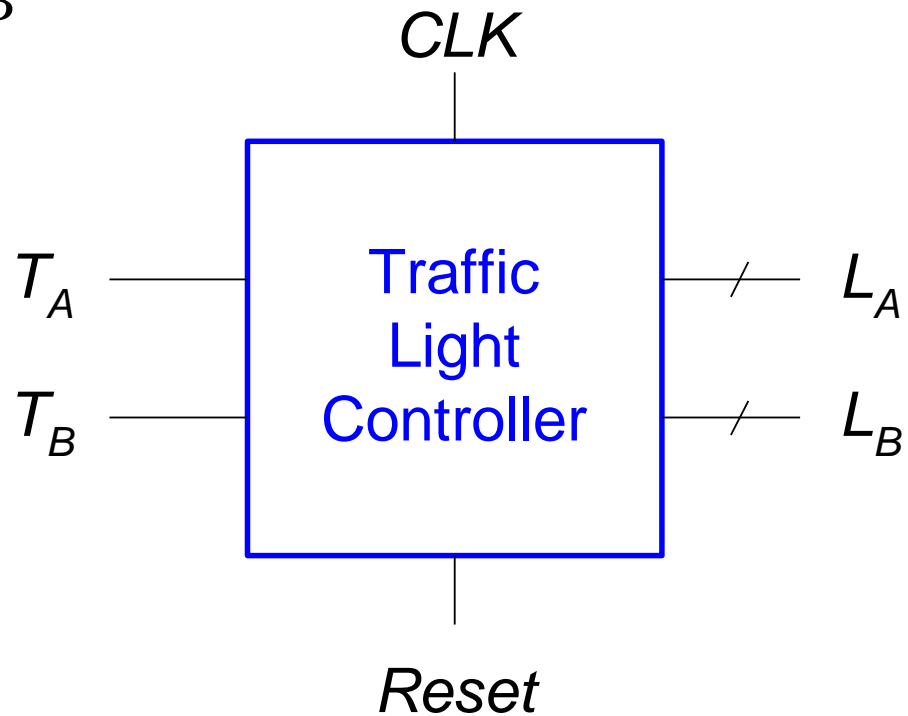 CLK
T_A
Traffic
Light
Controller
L_A
T_B
L_B
Reset